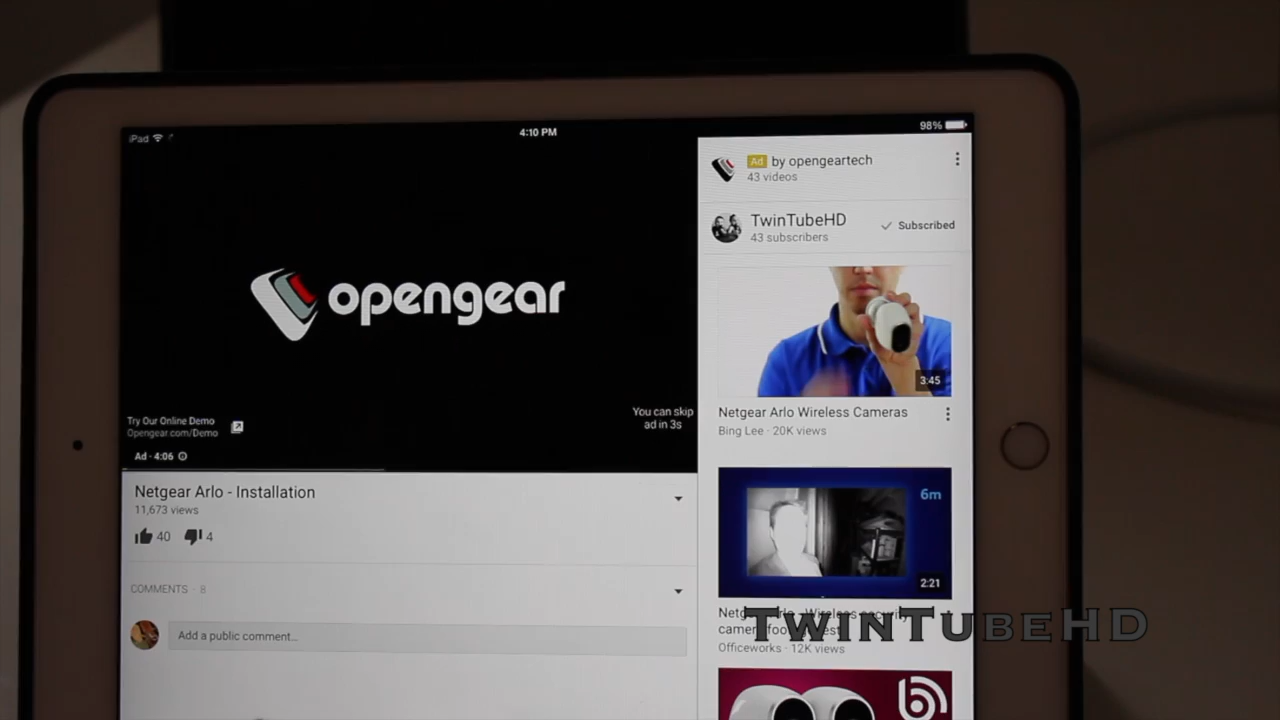 iPad
4:10 PM
98%
opengear
Try Our Online Demo
Opengear.com/Demo
You can skip
ad in 3s
Ad · 4:06
Netgear Arlo - Installation
11,673 views
40
4
COMMENTS · 8
Add a public comment...
Ad by opengeartech
43 videos
TwinTubeHD
43 subscribers
Subscribed
3:45
Netgear Arlo Wireless Cameras
Bing Lee · 20K views
6m
2:21
Arlo - Wireless security
Officeworks · 12K views
TWINTUBEHD